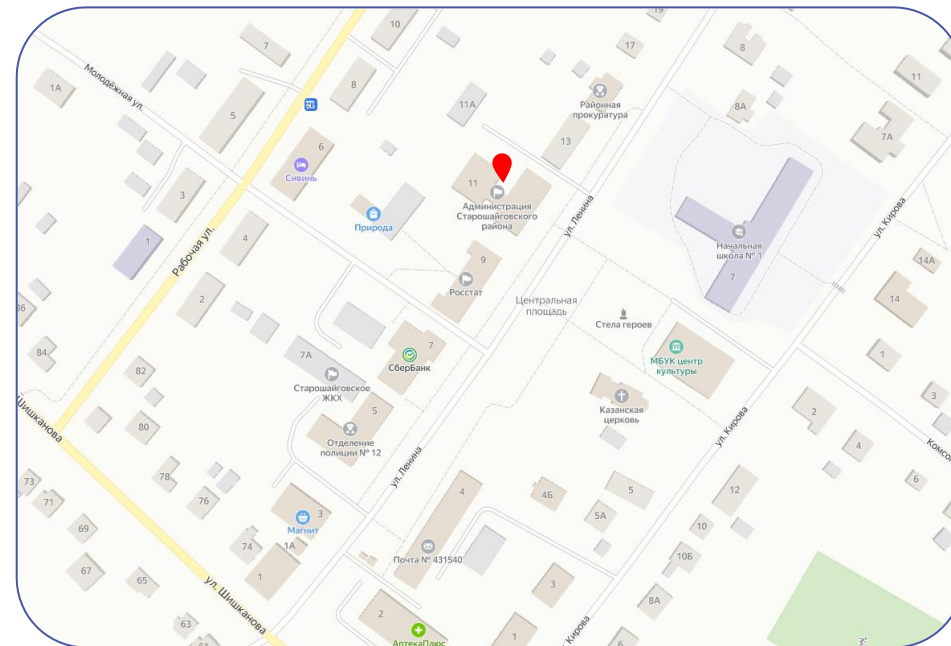 10
19
7
17
8
Молодёжная ул.
1А
8
11
11А
8А
Районная
прокуратура
5
13
7А
6
Сивинь
11
3
Администрация
Старошайговского
района
ул. Ленина
ул. Кирова
Природа
1
4
Начальная
школа № 1
Рабочая ул.
9
14А
7
Росстат
2
Центральная
площадь
14
86
Стела героев
7
84
7А
СберБанк
МБУК центр
культуры
1
82
Старошайговское
ЖКХ
Казанская
церковь
3
Шишканова
5
2
80
Отделение
полиции № 12
ул. Кирова
4
Комсо
73
78
ул. Ленина
6
71
76
4
4Б
5
12
69
3
Магнит
5А
10
74
1А
Почта № 431540
10Б
67
65
1
3
8А
ул. Шишканова
63
2
АптекаПлюс
1
Кирова
6
61